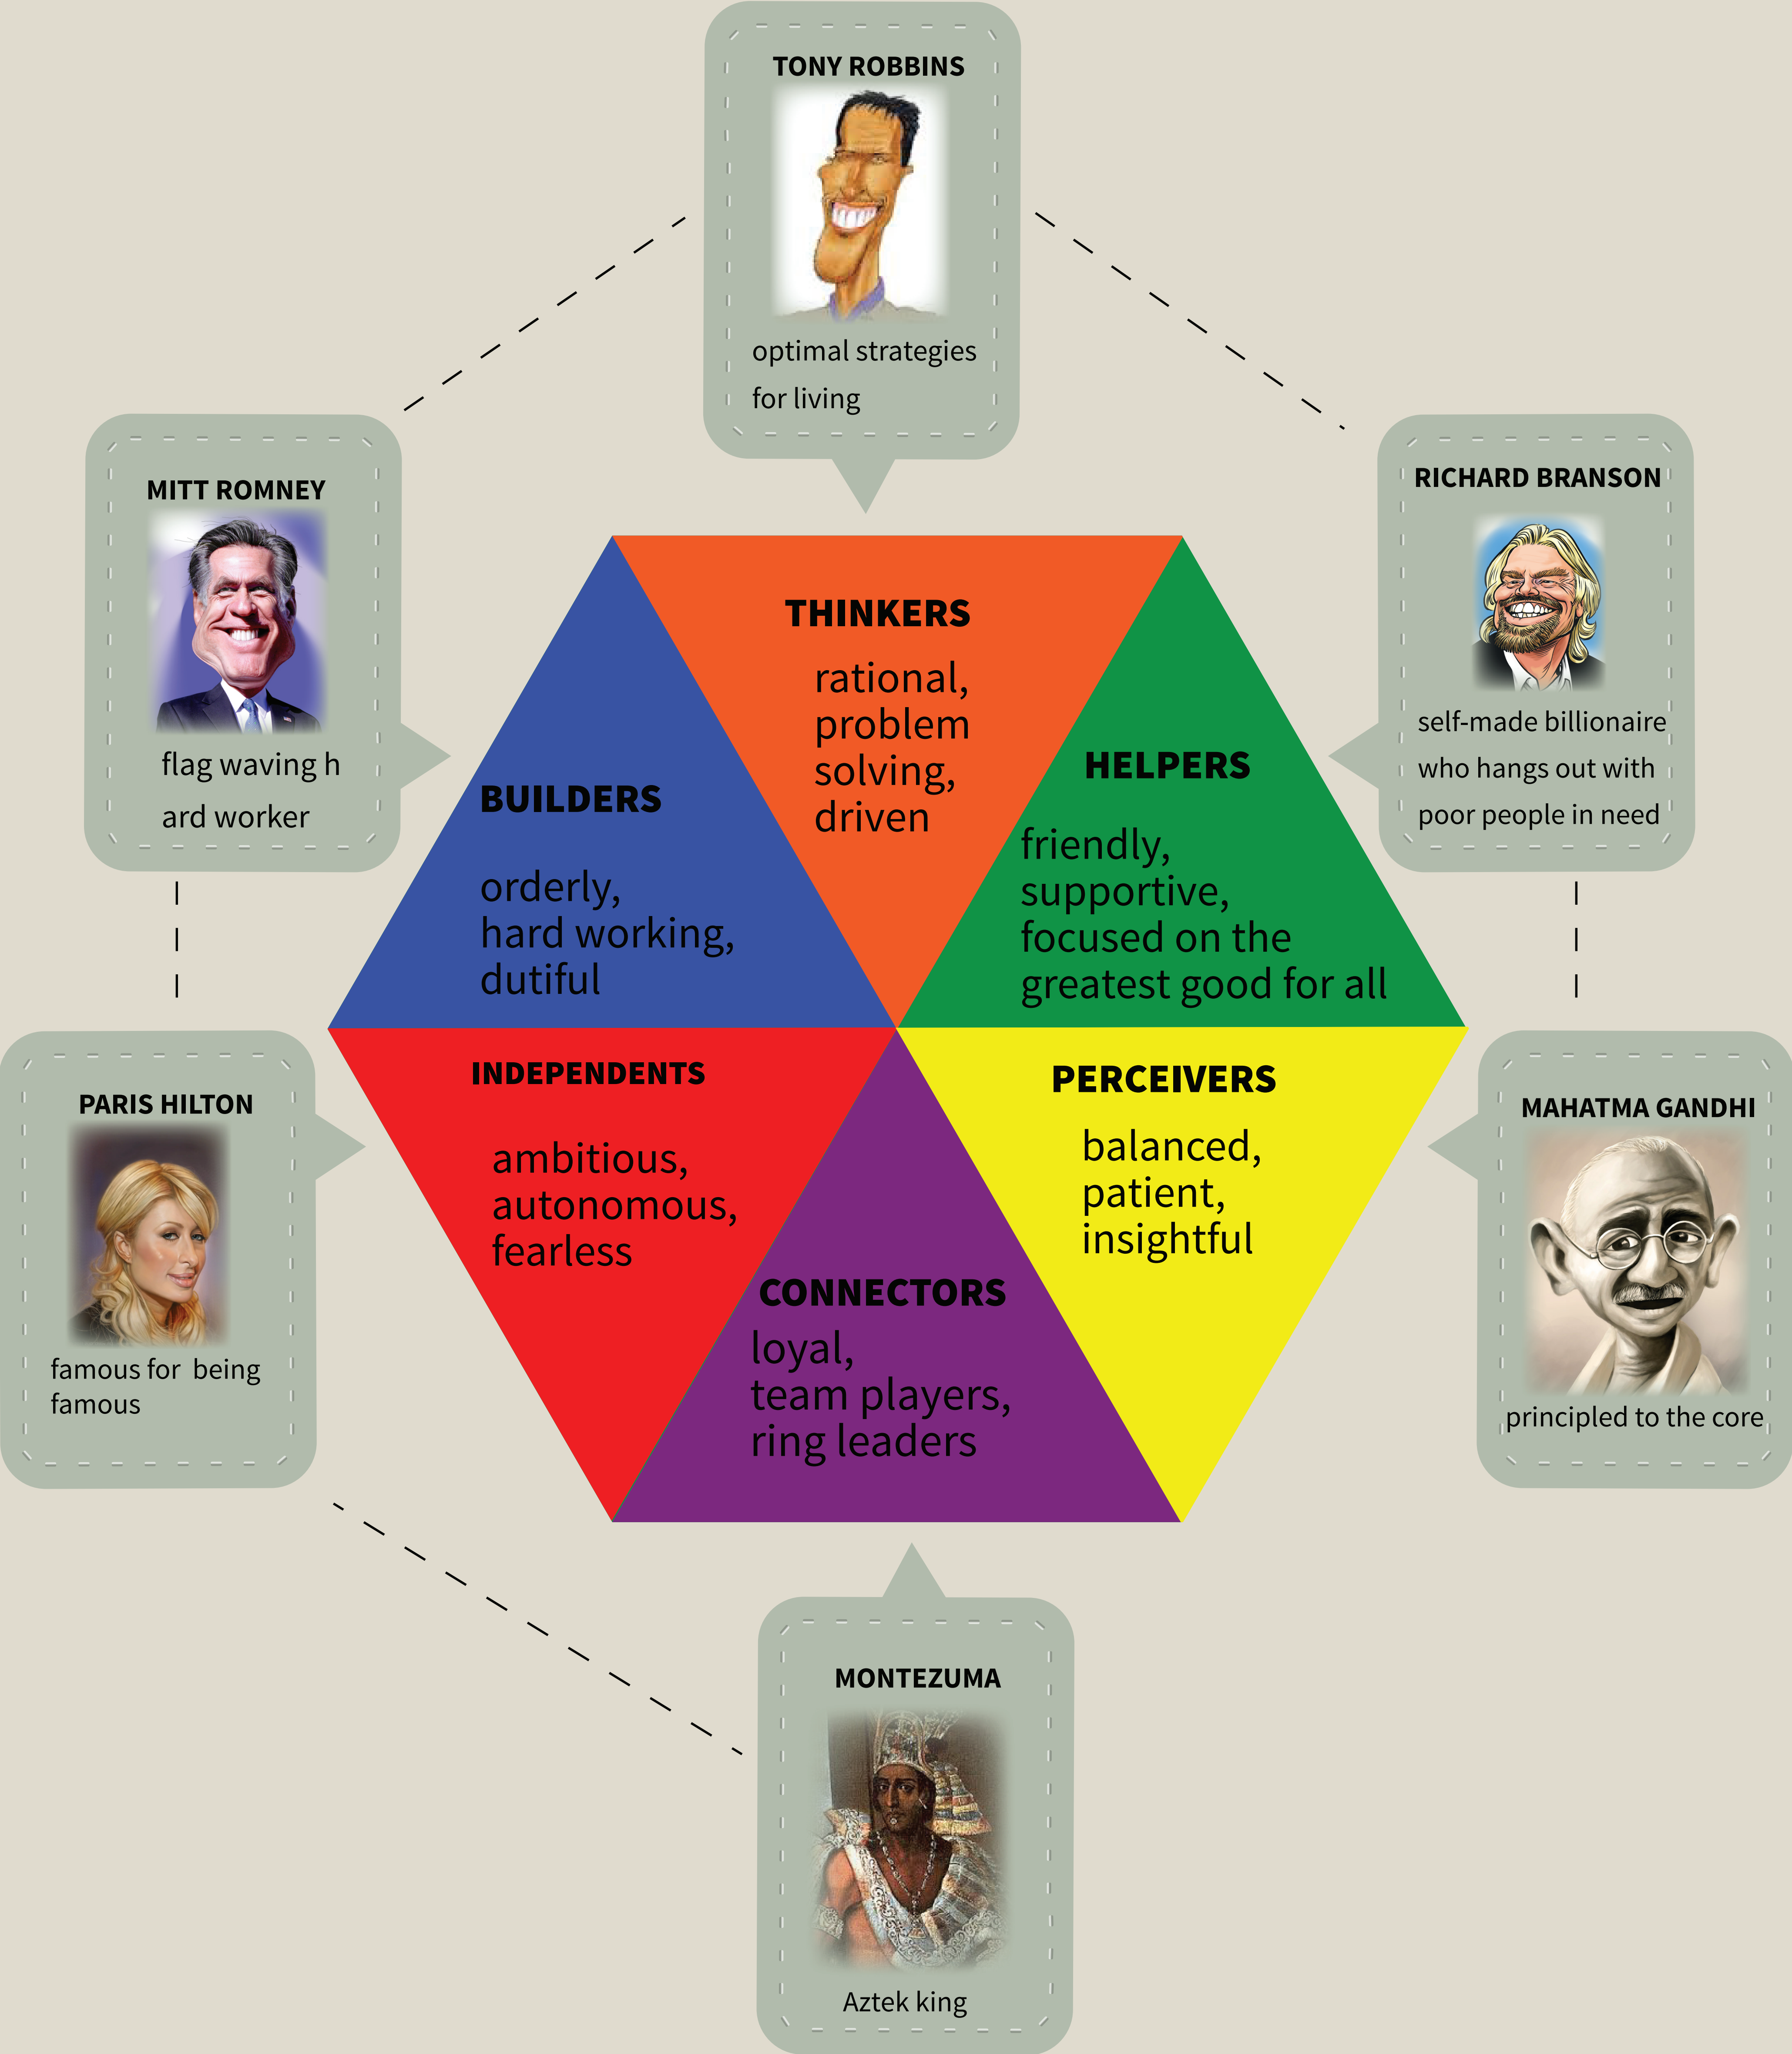 TONY ROBBINS
optimal strategies
for living
MITT ROMNEY
flag waving h
ard worker
RICHARD BRANSON
self-made billionaire
who hangs out with
poor people in need
THINKERS
rational,
problem
solving,
driven
BUILDERS
orderly,
hard working,
dutiful
HELPERS
friendly,
supportive,
focused on the
greatest good for all
INDEPENDENTS
ambitious,
autonomous,
fearless
PERCEIVERS
balanced,
patient,
insightful
CONNECTORS
loyal,
team players,
ring leaders
PARIS HILTON
famous for  being
famous
MAHATMA GANDHI
principled to the core
MONTEZUMA
Aztek king